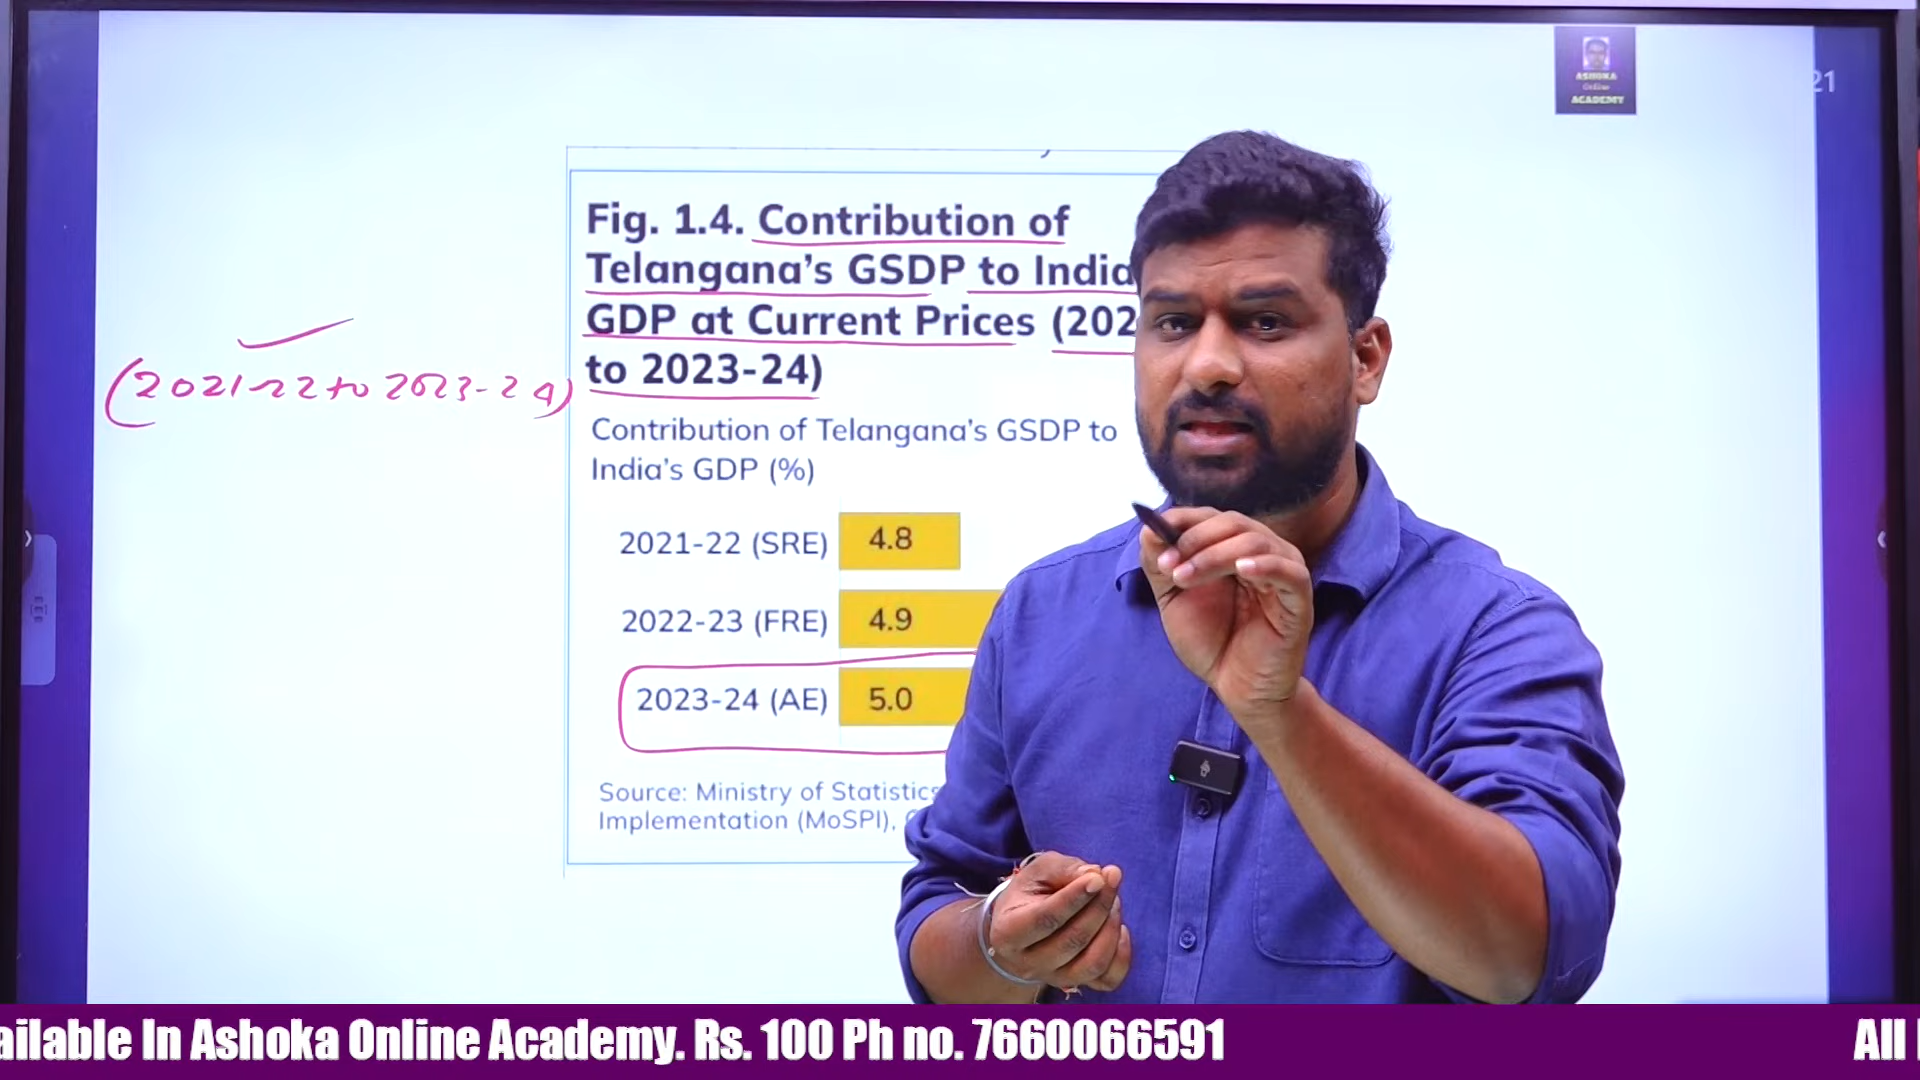 ASHOKA
Online
ACADEMY
21
Fig. 1.4. Contribution of
Telangana’s GSDP to India
GDP at Current Prices (202
to 2023-24)
(2021-22 to 2023-24)
Contribution of Telangana’s GSDP to
India’s GDP (%)
2021-22 (SRE) 4.8
2022-23 (FRE) 4.9
2023-24 (AE) 5.0
Source: Ministry of Statistics
Implementation (MoSPI),
ailable In Ashoka Online Academy. Rs. 100 Ph no. 7660066591 All